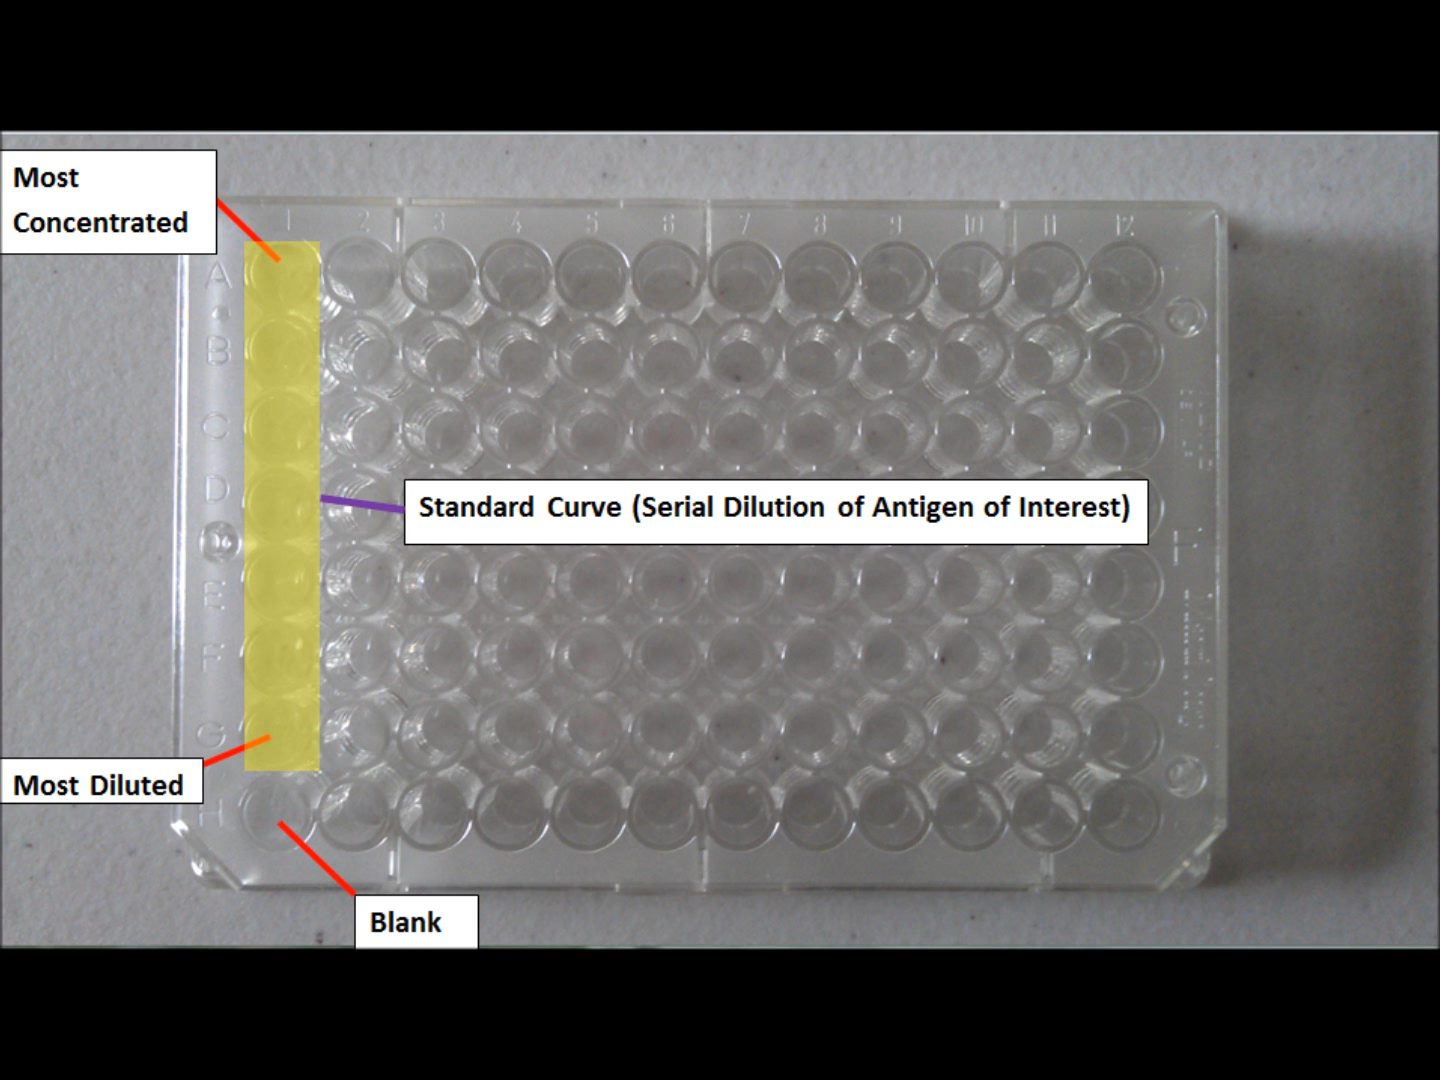 Most
Concentrated
1 2 3 4 5 6 7 8 9 10 11 12
A
B
C
D
Standard Curve (Serial Dilution of Antigen of Interest)
E
F
G
Most Diluted
H
Blank